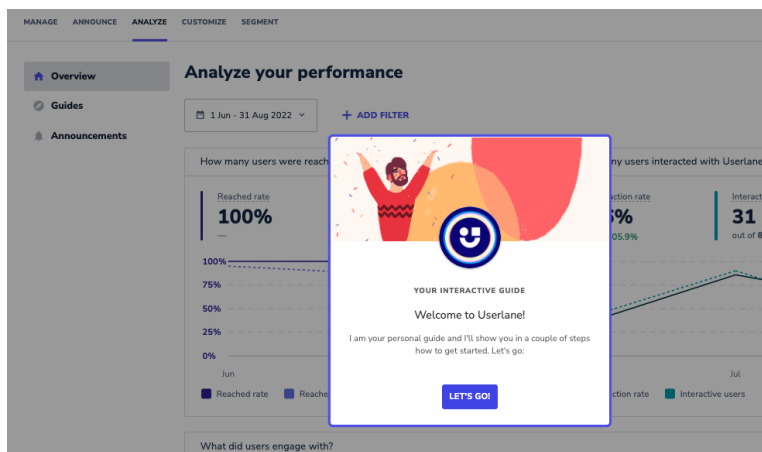 MANAGE ANNOUNCE ANALYZE CUSTOMIZE SEGMENT
Overview
Guides
Announcements
Analyze your performance
1 Jun - 31 Aug 2022
+ ADD FILTER
How many users were reach
ny users interacted with Userlane
Reached rate
100%
—
ction rate
%
05.9%
Interact
31
out of 8
100%
75%
50%
25%
0%
Jun
Jul
Reached rate
Reache
ction rate
Interactive users
YOUR INTERACTIVE GUIDE
Welcome to Userlane!
I am your personal guide and I'll show you in a couple of steps
how to get started. Let's go:
LET'S GO!
What did users engage with?